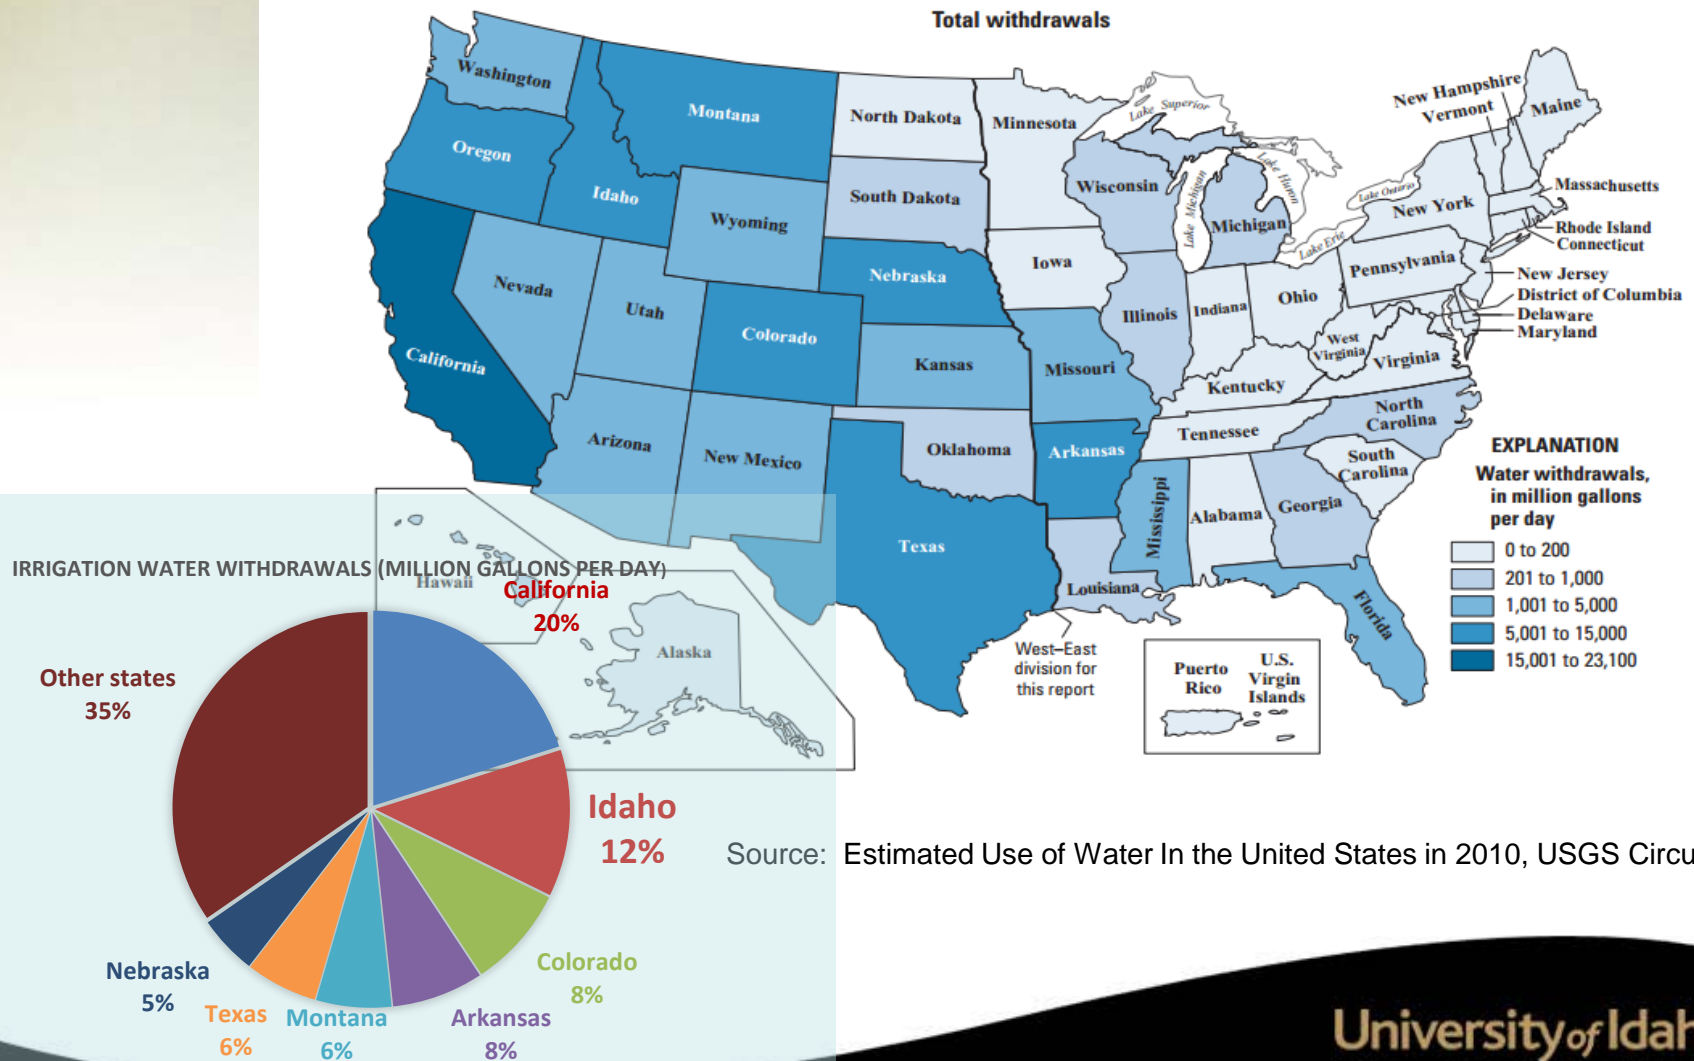 Total withdrawals
Washington
Oregon
California
Idaho
Montana
Nevada
Utah
Arizona
Wyoming
Colorado
New Mexico
North Dakota
South Dakota
Nebraska
Kansas
Oklahoma
Texas
Minnesota
Iowa
Missouri
Arkansas
Louisiana
Wisconsin
Illinois
Michigan
Indiana
Ohio
Kentucky
Tennessee
Mississippi
Alabama
Georgia
Florida
South
Carolina
North
Carolina
Virginia
West
Virginia
Pennsylvania
New York
Lake Superior
Lake Michigan
Lake Huron
Lake Erie
Lake Ontario
New Hampshire
Vermont
Maine
Massachusetts
Rhode Island
Connecticut
New Jersey
District of Columbia
Delaware
Maryland
Hawaii
Alaska
West–East
division for
this report
Puerto
Rico
U.S.
Virgin
Islands
EXPLANATION
Water withdrawals,
in million gallons
per day
0 to 200
201 to 1,000
1,001 to 5,000
5,001 to 15,000
15,001 to 23,100
IRRIGATION WATER WITHDRAWALS (MILLION GALLONS PER DAY)
California
20%
Idaho
12%
Colorado
8%
Arkansas
8%
Montana
6%
Texas
6%
Nebraska
5%
Other states
35%
Source: Estimated Use of Water In the United States in 2010, USGS Circu
University of Idah